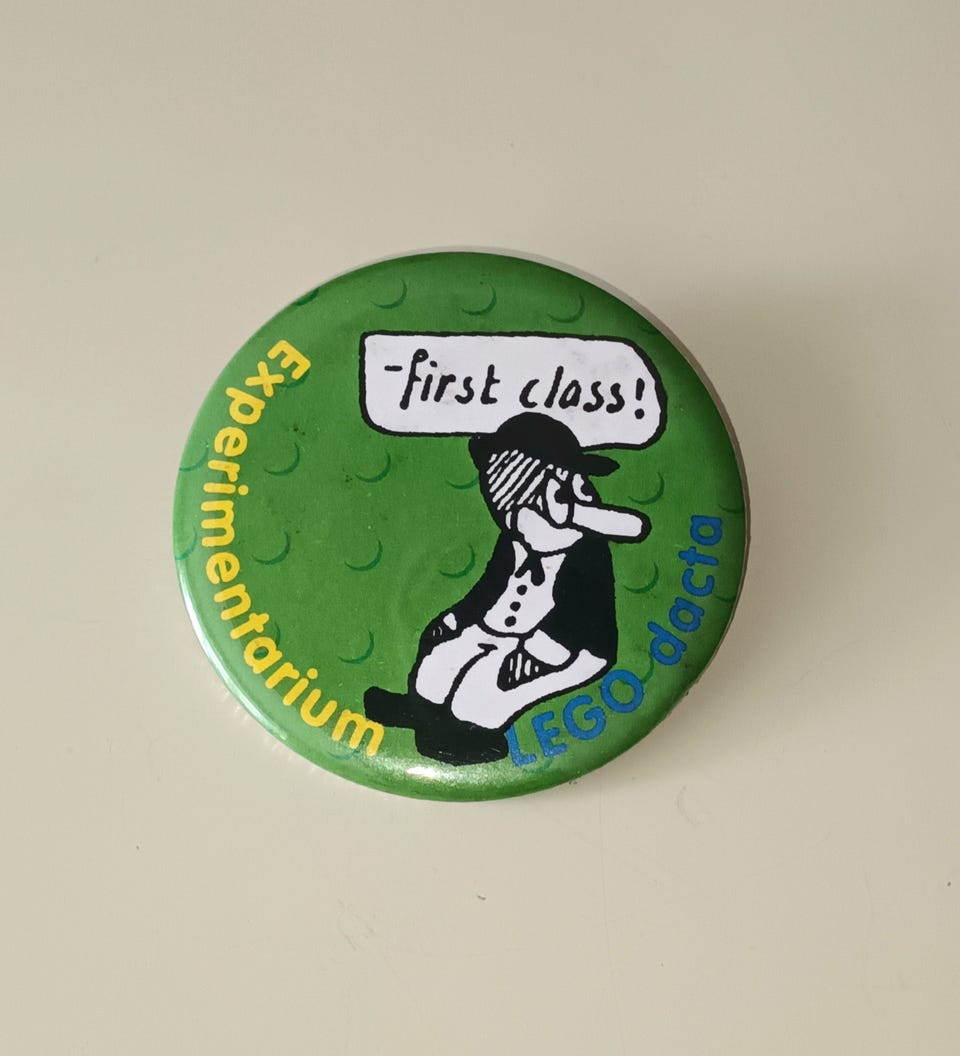 -first class!
Experimentarium
LEGO dacta